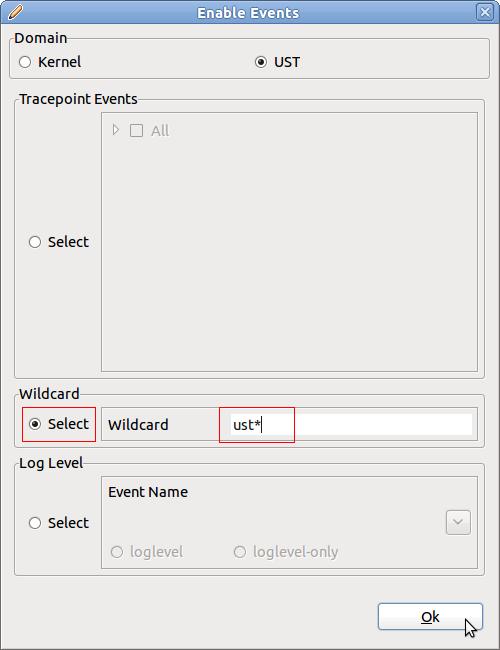 Enable Events
Domain
Kernel UST
Tracepoint Events
All
Select
Wildcard
Select Wildcard ust*
Log Level
Event Name
Select
loglevel loglevel-only
Ok